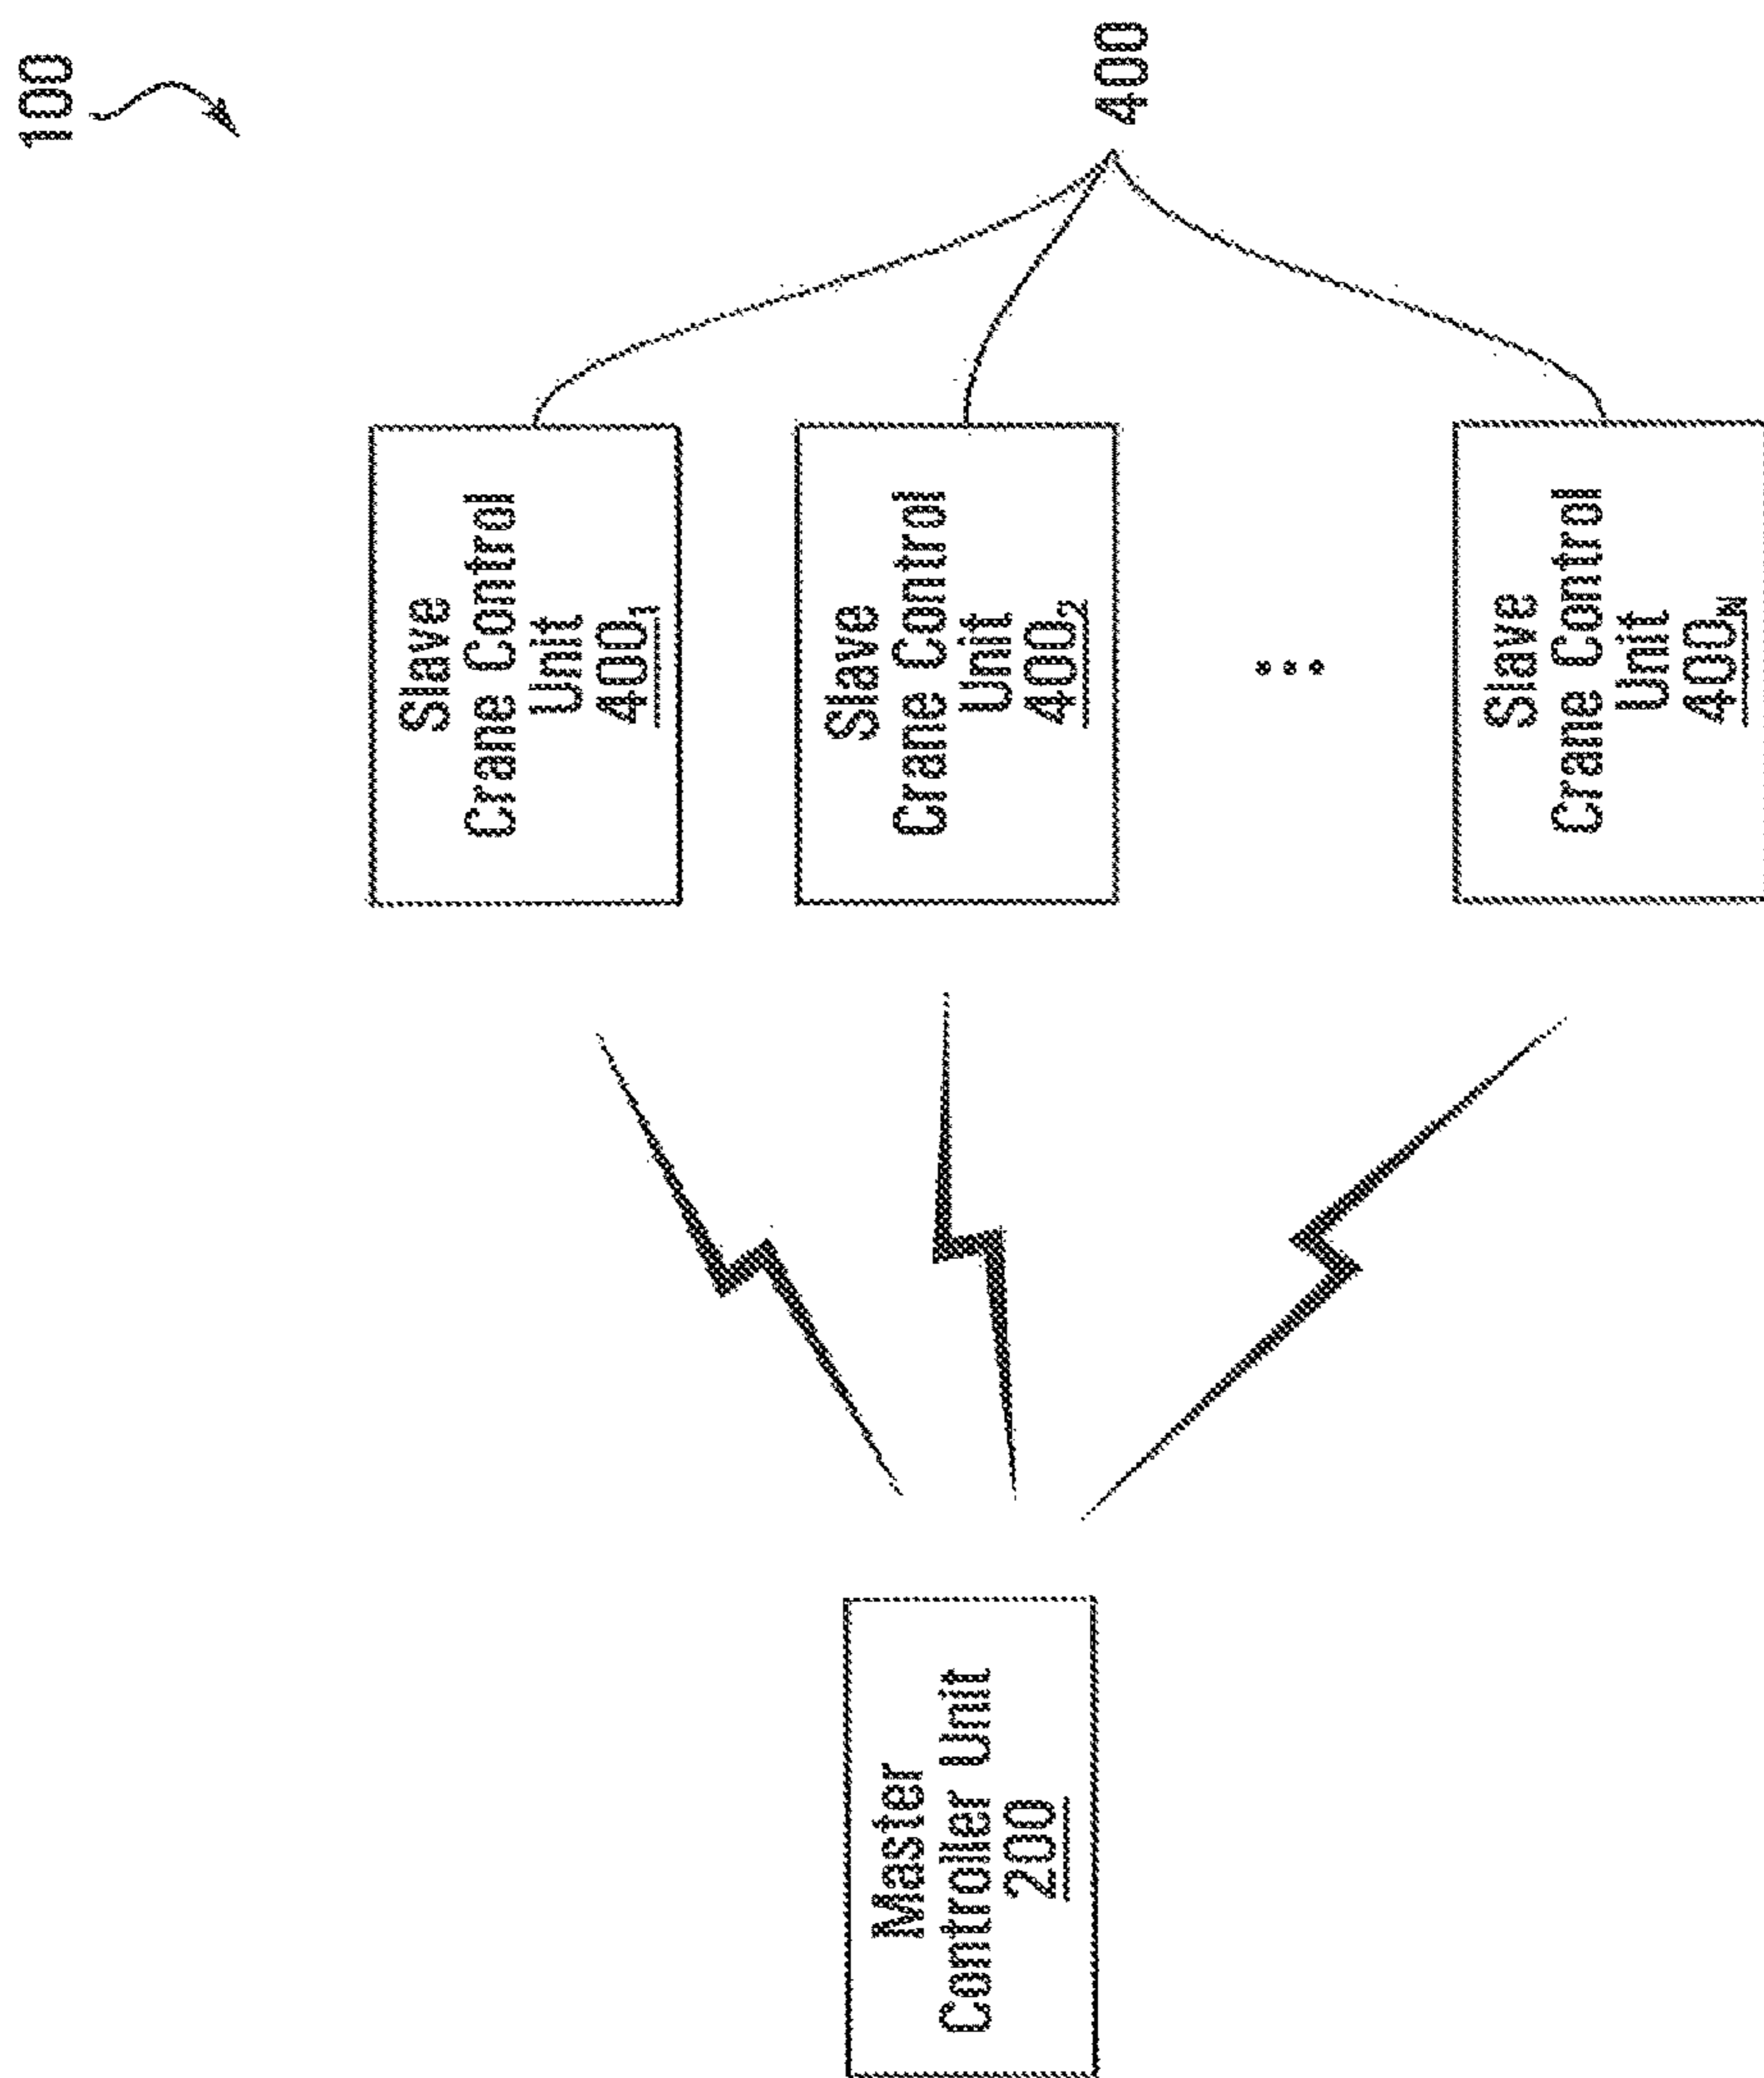 100
400
Slave
Crane Control
Unit
400₁
Slave
Crane Control
Unit
400₂
...
Slave
Crane Control
Unit
400N
Master
Controller Unit
200